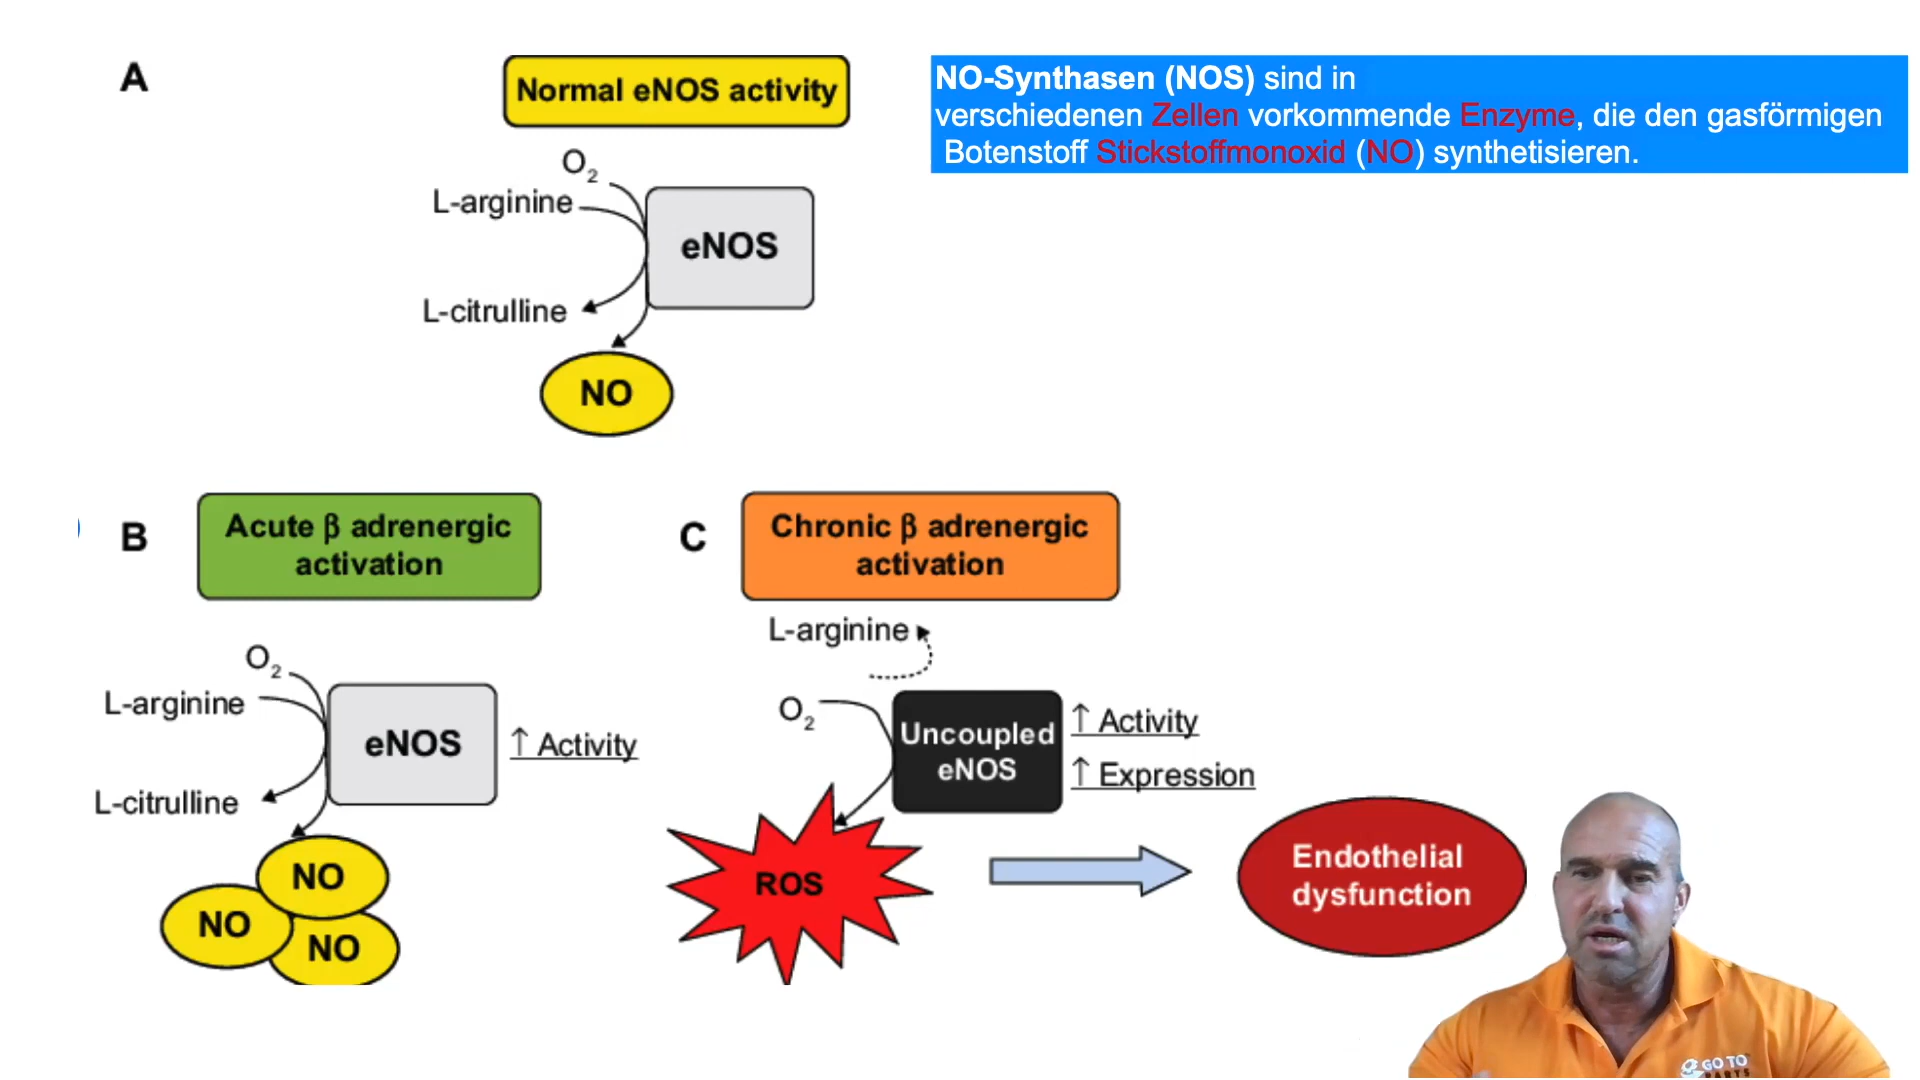 A
Normal eNOS activity
NO-Synthasen (NOS) sind in
verschiedenen Zellen vorkommende Enzyme, die den gasförmigen
Botenstoff Stickstoffmonoxid (NO) synthetisieren.
O2
L-arginine
eNOS
L-citrulline
NO
B
Acute β adrenergic
activation
O2
L-arginine
eNOS
↑ Activity
L-citrulline
NO
NO
NO
C
Chronic β adrenergic
activation
L-arginine
O2
Uncoupled
eNOS
↑ Activity
↑ Expression
ROS
Endothelial
dysfunction
GO TO